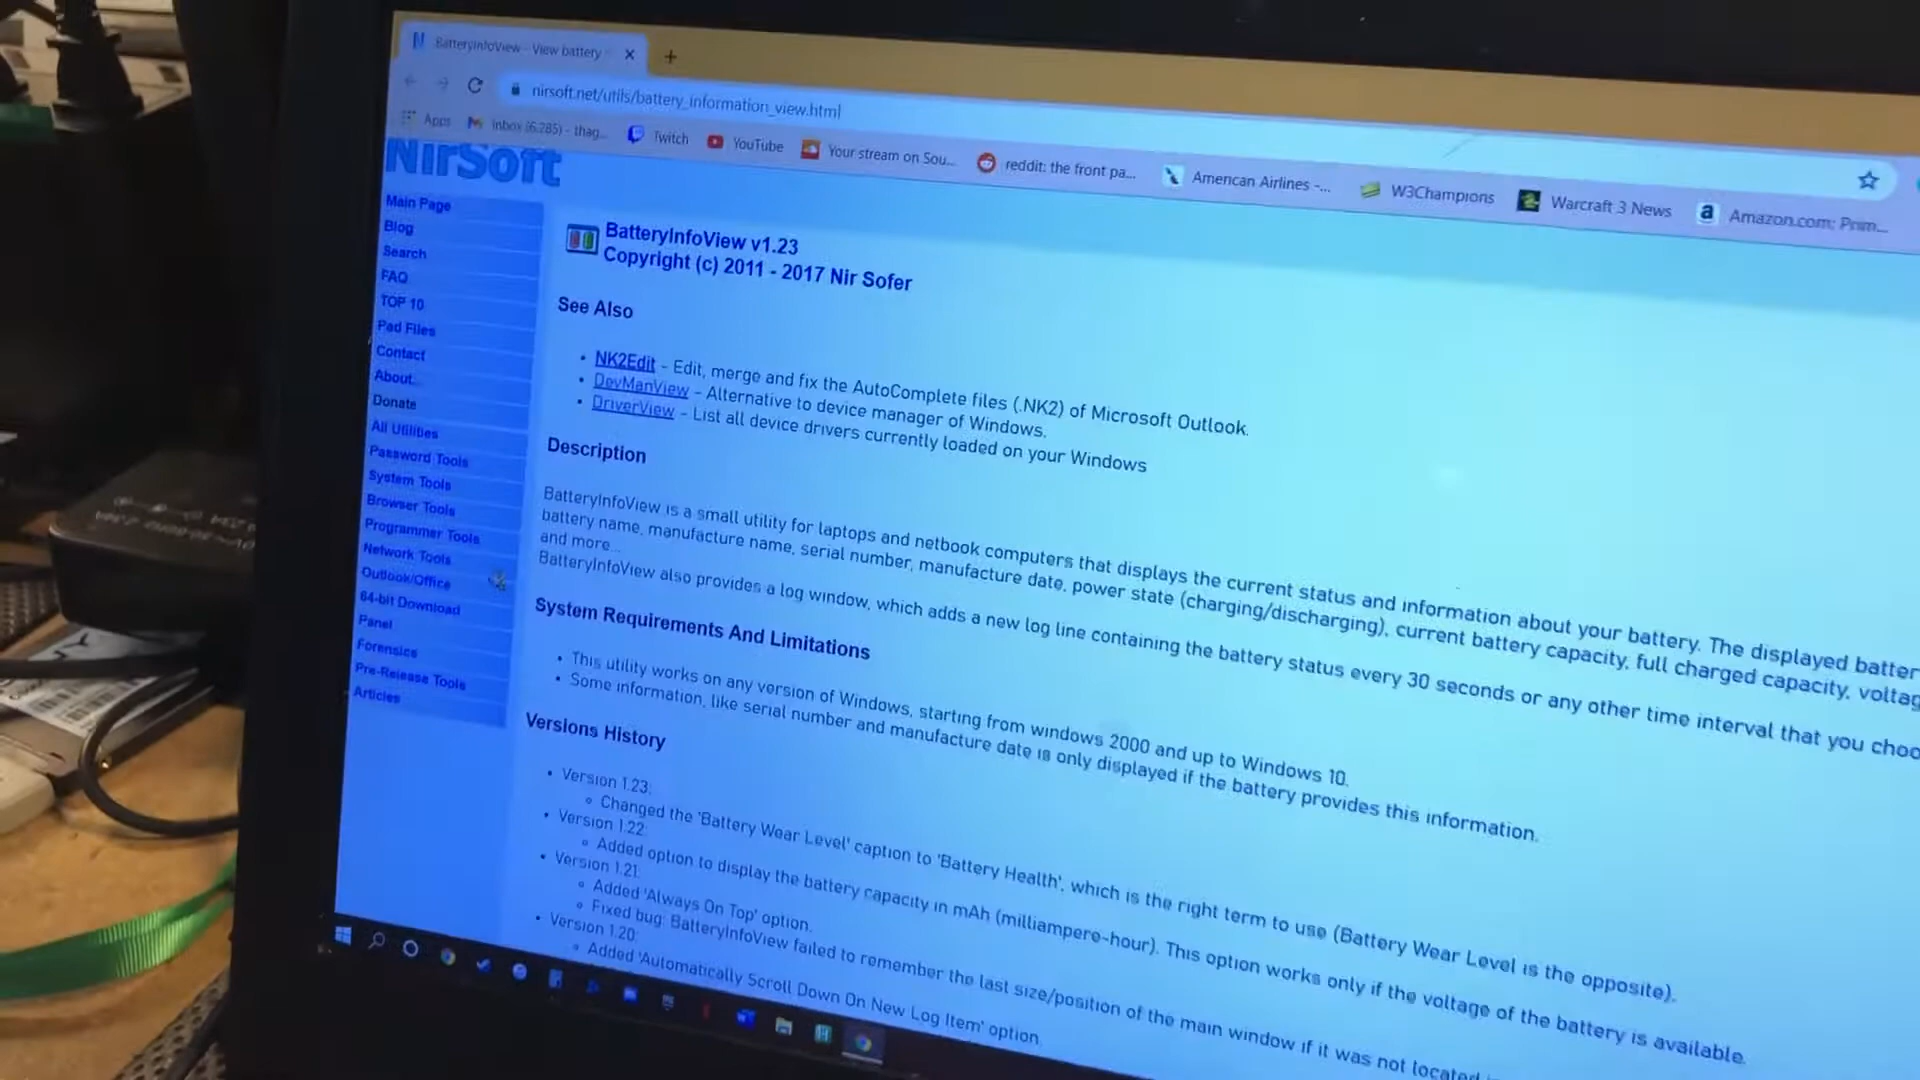 BatteryInfoView - View battery
nirsoft.net/utils/battery_information_view.html
Apps
Inbox (6,285) - thag...
Twitch
YouTube
Your stream on Sou...
reddit: the front pa...
American Airlines -...
W3Champions
Warcraft 3 News
Amazon.com: Prim...
NirSoft
Main Page
Blog
Search
FAQ
TOP 10
Pad Files
Contact
About...
Donate
All Utilities
Password Tools
System Tools
Browser Tools
Programmer Tools
Network Tools
Outlook/Office
64-bit Download
Panel
Forensics
Pre-Release Tools
Articles
BatteryInfoView v1.23
Copyright (c) 2011 - 2017 Nir Sofer
See Also
• NK2Edit - Edit, merge and fix the AutoComplete files (.NK2) of Microsoft Outlook.
• DevManView - Alternative to device manager of Windows.
• DriverView - List all device drivers currently loaded on your Windows
Description
BatteryInfoView is a small utility for laptops and netbook computers that displays the current status and information about your battery. The displayed batter
battery name, manufacture name, serial number, manufacture date, power state (charging/discharging), current battery capacity, full charged capacity, voltag
and more...
BatteryInfoView also provides a log window, which adds a new log line containing the battery status every 30 seconds or any other time interval that you choo
System Requirements And Limitations
• This utility works on any version of Windows, starting from windows 2000 and up to Windows 10.
• Some information, like serial number and manufacture date is only displayed if the battery provides this information.
Versions History
• Version 1.23:
Changed the 'Battery Wear Level' caption to 'Battery Health', which is the right term to use (Battery Wear Level is the opposite).
• Version 1.22:
Added option to display the battery capacity in mAh (milliampere-hour). This option works only if the voltage of the battery is available.
• Version 1.21:
Added 'Always On Top' option.
Fixed bug: BatteryInfoView failed to remember the last size/position of the main window if it was not located
• Version 1.20:
Added 'Automatically Scroll Down On New Log Item' option